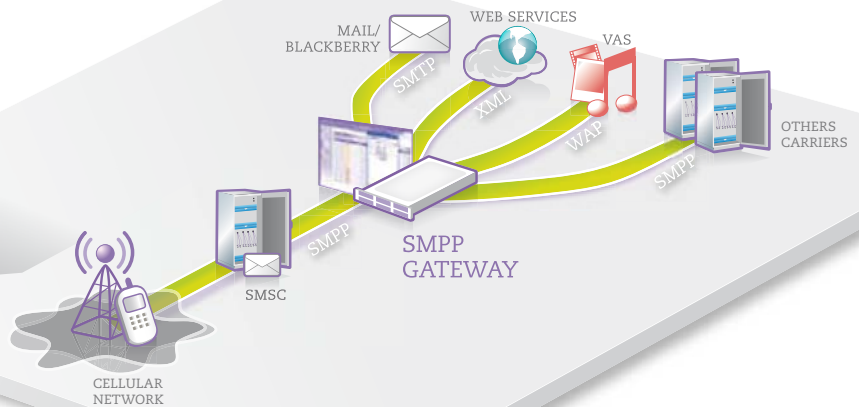 WEB SERVICES
MAIL/
BLACKBERRY
VAS
SMTP
XML
WAP
OTHERS
CARRIERS
SMPP
SMPP
SMPP
GATEWAY
SMSC
CELLULAR
NETWORK